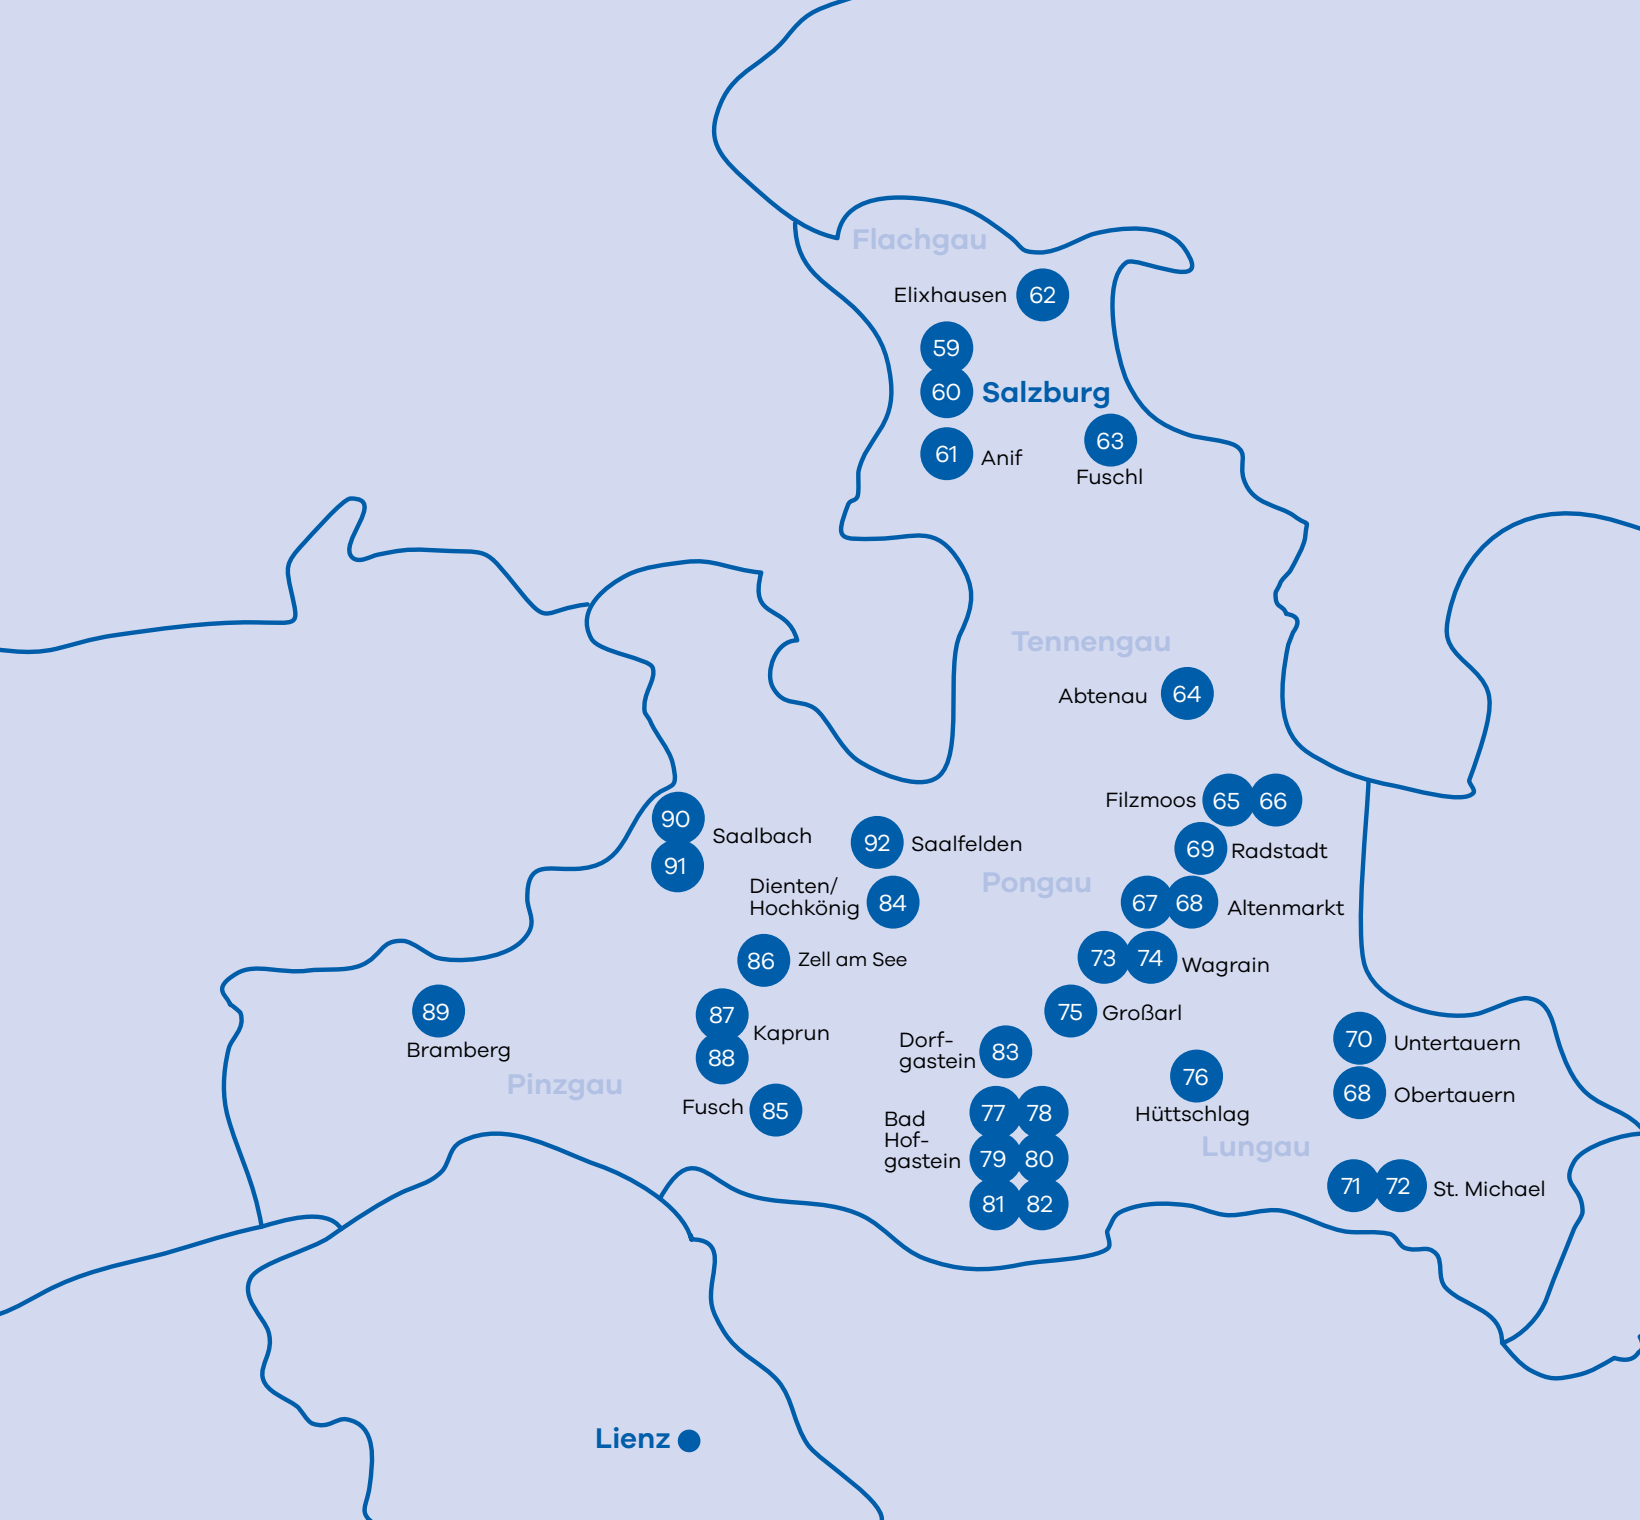 Flachgau
Elixhausen 62
59
60 Salzburg
61 Anif
63
Fuschl
Tennengau
Abtenau 64
Filzmoos 65 66
90
91
Saalbach
92 Saalfelden
69 Radstadt
Pongau
Dienten/
Hochkönig 84
67 68 Altenmarkt
86 Zell am See
73 74 Wagrain
89
Bramberg
87
88
Kaprun
75 Großarl
Dorf-
gastein 83
70 Untertauern
76
Hüttschlag
68 Obertauern
Pinzgau
Fusch 85
Bad
Hof-
gastein
77 78
79 80
81 82
Lungau
71 72 St. Michael
Lienz